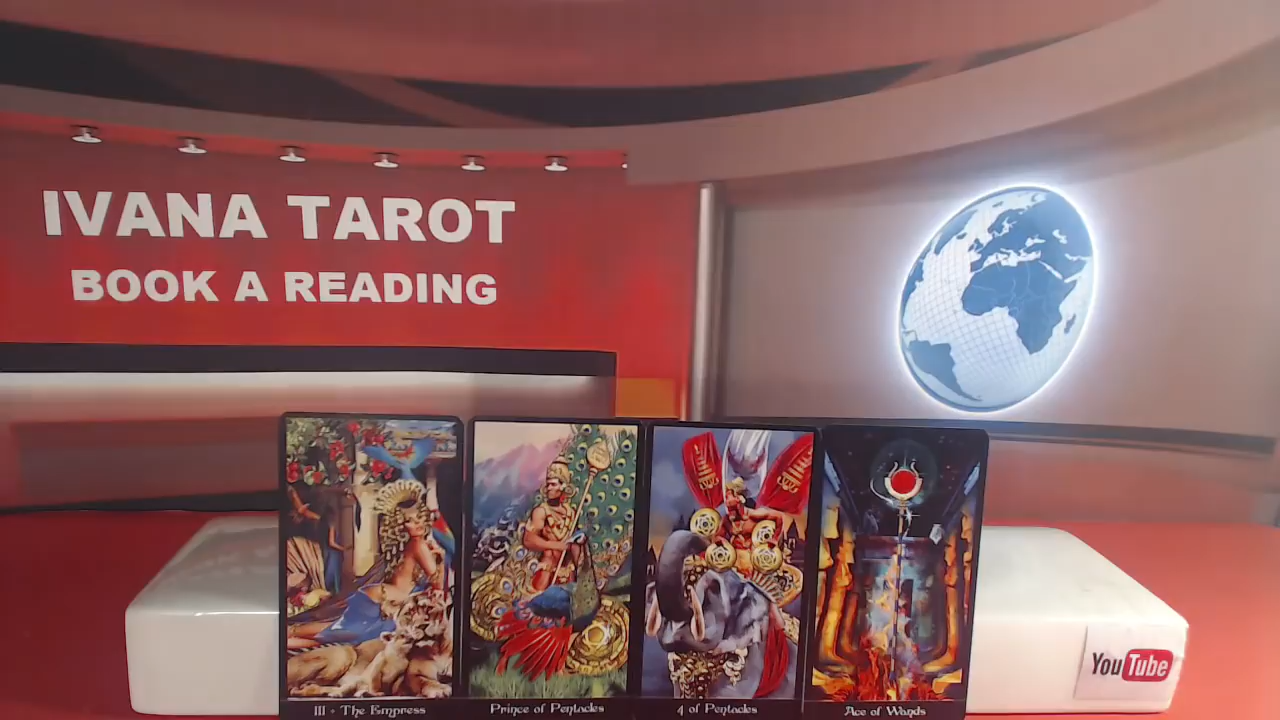 IVANA TAROT
BOOK A READING
III • The Empress
Prince of Pentacles
4 of Pentacles
Ace of Wands
YouTube